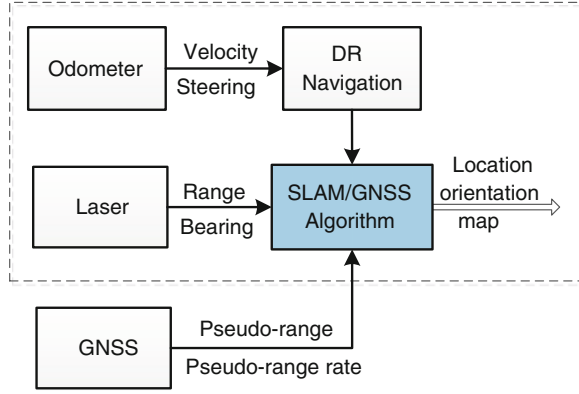 Odometer
Velocity
Steering
DR
Navigation
Laser
Range
Bearing
SLAM/GNSS
Algorithm
Location
orientation
map
GNSS
Pseudo-range
Pseudo-range rate